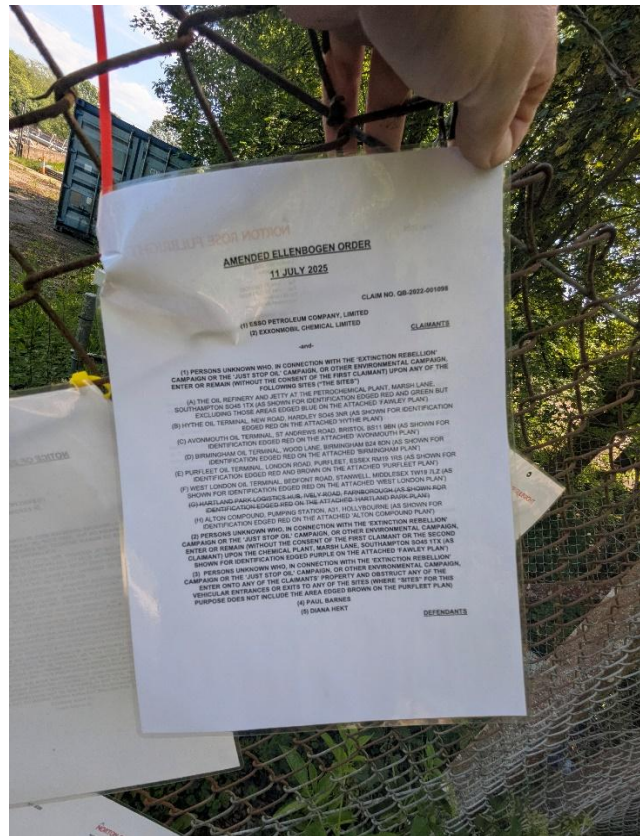 NORTON ROSE FULBRIGHT
AMENDED ELLENBOGEN ORDER
11 JULY 2025
CLAIM NO. QB-2022-001098
(1) ESSO PETROLEUM COMPANY, LIMITED
(2) EXXONMOBIL CHEMICAL LIMITED
CLAIMANTS
-and-
(1) PERSONS UNKNOWN WHO, IN CONNECTION WITH THE 'EXTINCTION REBELLION'
CAMPAIGN OR THE 'JUST STOP OIL' CAMPAIGN, OR OTHER ENVIRONMENTAL CAMPAIGN,
ENTER OR REMAIN (WITHOUT THE CONSENT OF THE FIRST CLAIMANT) UPON ANY OF THE
FOLLOWING SITES ("THE SITES")
(A) THE OIL REFINERY AND JETTY AT THE PETROCHEMICAL PLANT, MARSH LANE,
SOUTHAMPTON SO45 1TX (AS SHOWN FOR IDENTIFICATION EDGED RED AND GREEN BUT
EXCLUDING THOSE AREAS EDGED BLUE ON THE ATTACHED 'FAWLEY PLAN')
(B) HYTHE OIL TERMINAL, NEW ROAD, HARDLEY SO45 3NR (AS SHOWN FOR IDENTIFICATION
EDGED RED ON THE ATTACHED 'HYTHE PLAN')
(C) AVONMOUTH OIL TERMINAL, ST ANDREWS ROAD, BRISTOL BS11 9BN (AS SHOWN FOR
IDENTIFICATION EDGED RED ON THE ATTACHED 'AVONMOUTH PLAN')
(D) BIRMINGHAM OIL TERMINAL, WOOD LANE, BIRMINGHAM B24 8DN (AS SHOWN FOR
IDENTIFICATION EDGED RED ON THE ATTACHED 'BIRMINGHAM PLAN')
(E) PURFLEET OIL TERMINAL, LONDON ROAD, PURFLEET, ESSEX RM19 1RS (AS SHOWN FOR
IDENTIFICATION EDGED RED AND BROWN ON THE ATTACHED 'PURFLEET PLAN')
(F) WEST LONDON OIL TERMINAL, BEDFONT ROAD, STANWELL, MIDDLESEX TW19 7LZ (AS
SHOWN FOR IDENTIFICATION EDGED RED ON THE ATTACHED 'WEST LONDON PLAN')
(G) HARTLAND PARK LOGISTICS HUB, IVELY ROAD, FARNBOROUGH (AS SHOWN FOR
IDENTIFICATION EDGED RED ON THE ATTACHED 'HARTLAND PARK PLAN')
(H) ALTON COMPOUND, PUMPING STATION, A31, HOLLYBOURNE (AS SHOWN FOR
IDENTIFICATION EDGED RED ON THE ATTACHED 'ALTON COMPOUND PLAN')
(2) PERSONS UNKNOWN WHO, IN CONNECTION WITH THE 'EXTINCTION REBELLION'
CAMPAIGN OR THE 'JUST STOP OIL' CAMPAIGN, OR OTHER ENVIRONMENTAL CAMPAIGN,
ENTER OR REMAIN (WITHOUT THE CONSENT OF THE FIRST CLAIMANT OR THE SECOND
CLAIMANT) UPON THE CHEMICAL PLANT, MARSH LANE, SOUTHAMPTON SO45 1TX (AS
SHOWN FOR IDENTIFICATION EDGED PURPLE ON THE ATTACHED 'FAWLEY PLAN')
(3) PERSONS UNKNOWN WHO, IN CONNECTION WITH THE 'EXTINCTION REBELLION'
CAMPAIGN OR THE 'JUST STOP OIL' CAMPAIGN, OR OTHER ENVIRONMENTAL CAMPAIGN,
ENTER ONTO ANY OF THE CLAIMANTS' PROPERTY AND OBSTRUCT ANY OF THE
VEHICULAR ENTRANCES OR EXITS TO ANY OF THE SITES (WHERE "SITES" FOR THIS
PURPOSE DOES NOT INCLUDE THE AREA EDGED BROWN ON THE PURFLEET PLAN)
(4) PAUL BARNES
(5) DIANA HEKT
DEFENDANTS